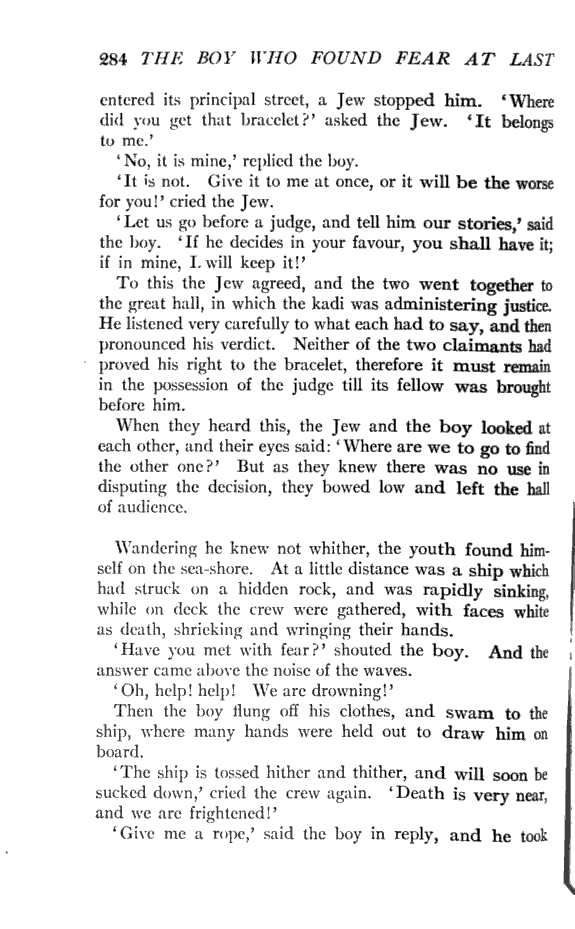 284 THE BOY WHO FOUND FEAR AT LAST
entered its principal street, a Jew stopped him. ‘Where
did you get that bracelet?’ asked the Jew. ‘It belongs
to me.’
‘No, it is mine,’ replied the boy.
‘It is not. Give it to me at once, or it will be the worse
for you!’ cried the Jew.
‘Let us go before a judge, and tell him our stories,’ said
the boy. ‘If he decides in your favour, you shall have it;
if in mine, I will keep it!’
To this the Jew agreed, and the two went together to
the great hall, in which the kadi was administering justice.
He listened very carefully to what each had to say, and then
pronounced his verdict. Neither of the two claimants had
proved his right to the bracelet, therefore it must remain
in the possession of the judge till its fellow was brought
before him.
When they heard this, the Jew and the boy looked at
each other, and their eyes said: ‘Where are we to go to find
the other one?’ But as they knew there was no use in
disputing the decision, they bowed low and left the hall
of audience.
Wandering he knew not whither, the youth found him-
self on the sea-shore. At a little distance was a ship which
had struck on a hidden rock, and was rapidly sinking,
while on deck the crew were gathered, with faces white
as death, shrieking and wringing their hands.
‘Have you met with fear?’ shouted the boy. And the
answer came above the noise of the waves.
‘Oh, help! help! We are drowning!’
Then the boy flung off his clothes, and swam to the
ship, where many hands were held out to draw him on
board.
‘The ship is tossed hither and thither, and will soon be
sucked down,’ cried the crew again. ‘Death is very near,
and we are frightened!’
‘Give me a rope,’ said the boy in reply, and he took